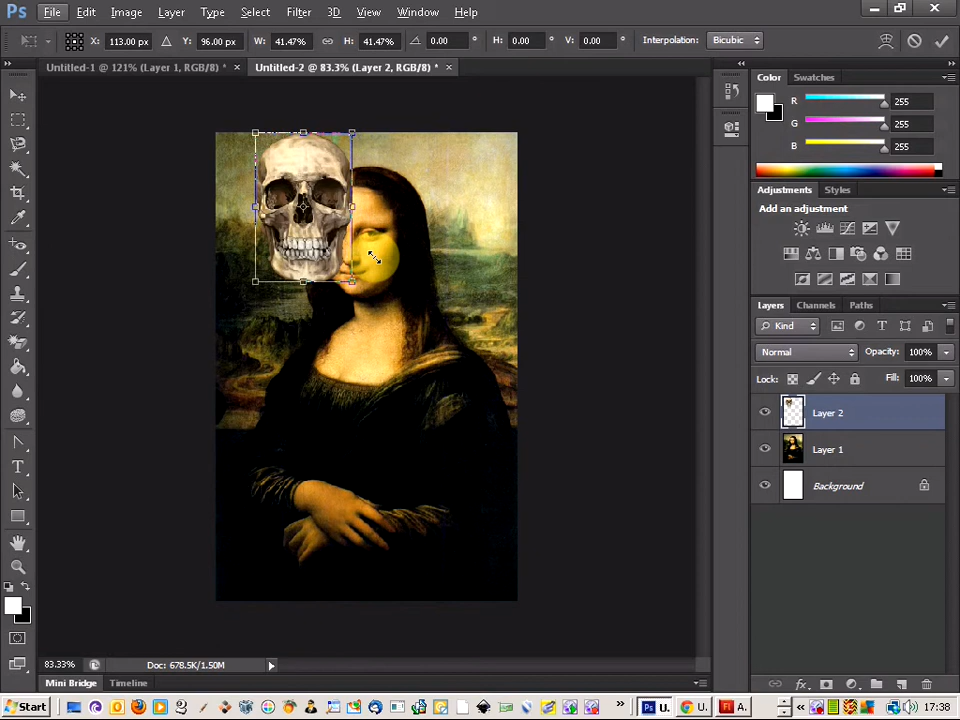 Ps File Edit Image Layer Type Select Filter 3D View Window Help
X: 113.00 px Y: 96.00 px W: 41.47% H: 41.47% 0.00 ° H: 0.00 ° V: 0.00 ° Interpolation: Bicubic
Untitled-1 @ 121% (Layer 1, RGB/8) * × Untitled-2 @ 83.3% (Layer 2, RGB/8) * ×
Color Swatches
R 255
G 255
B 255
Adjustments Styles
Add an adjustment
Layers Channels Paths
Kind
Normal Opacity: 100%
Lock: Fill: 100%
Layer 2
Layer 1
Background
fx
83.33% Doc: 678.5K/1.50M
Mini Bridge Timeline
Start Ps U. U. Fl A. 17:38